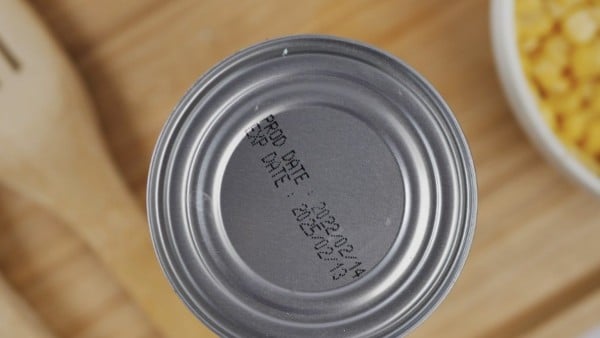 PROD DATE : 2022/02/14
EXP DATE : 2025/02/13